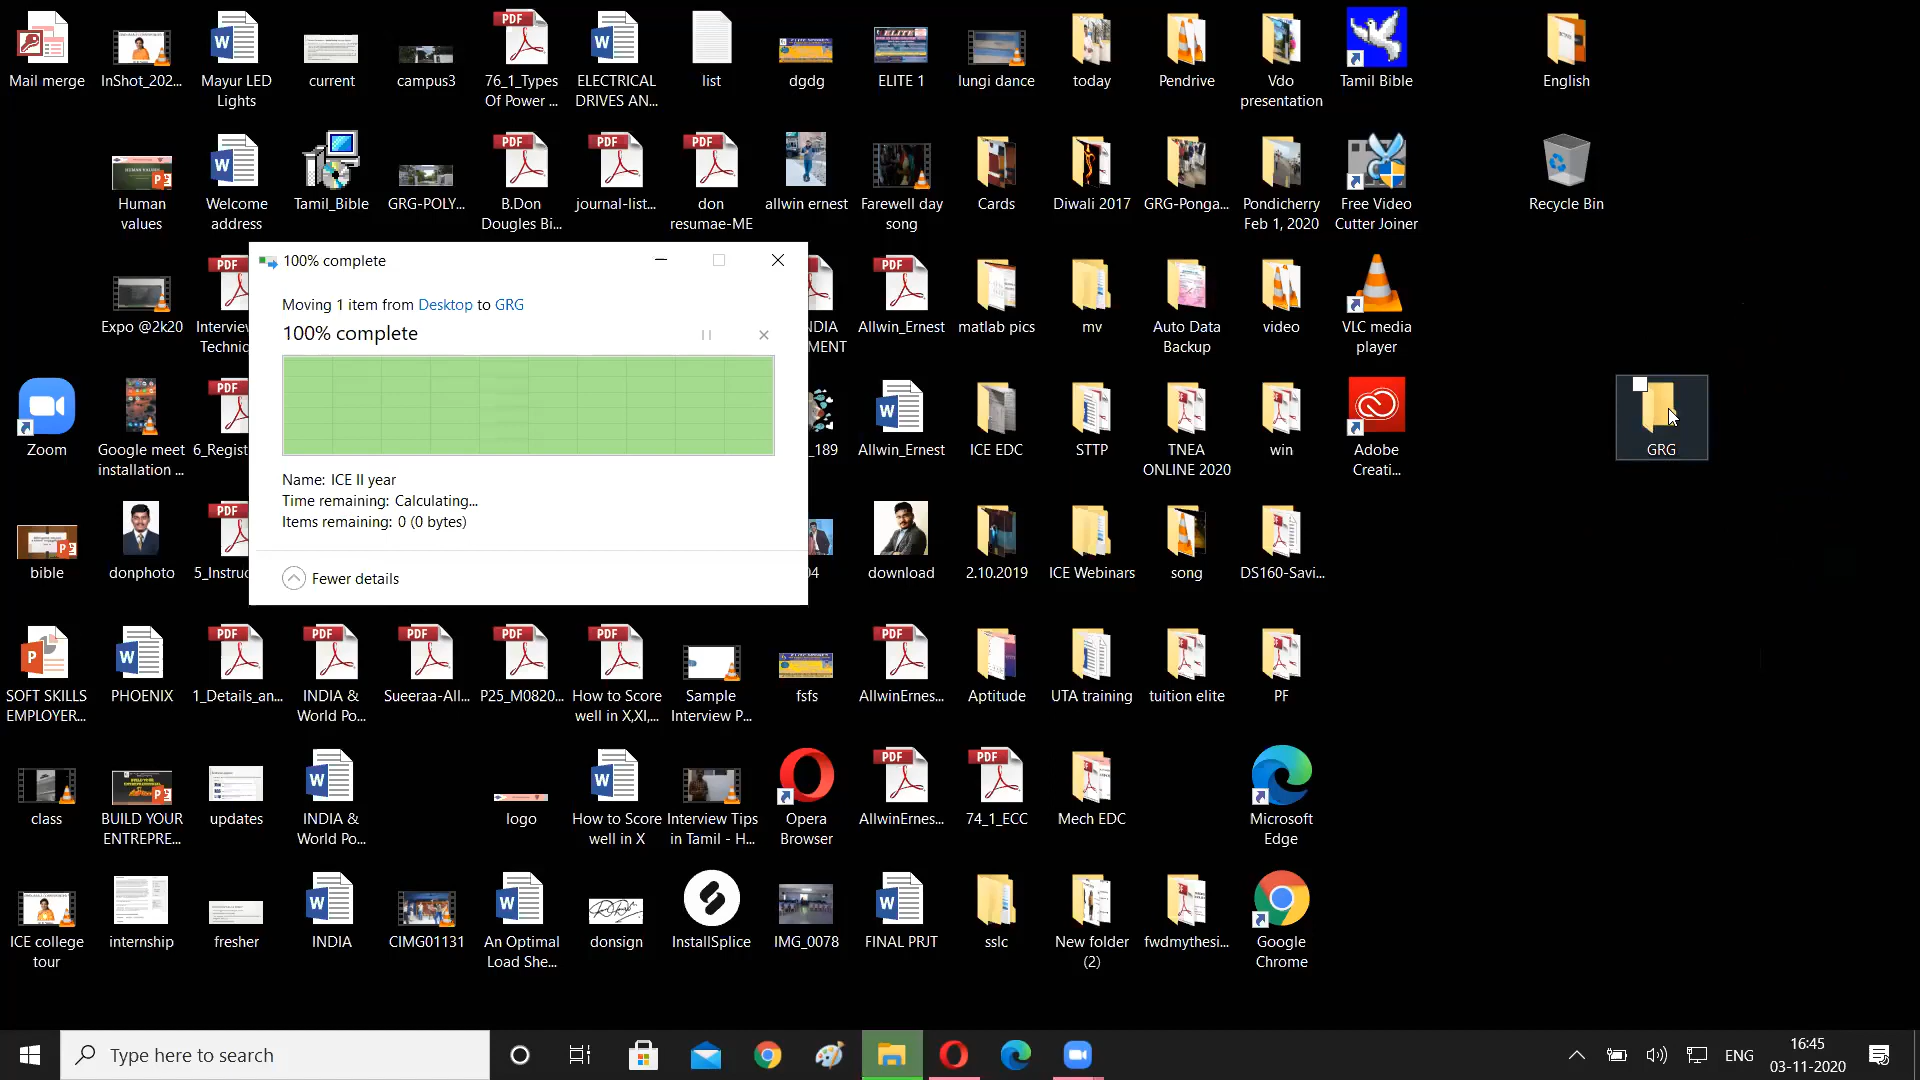 Mail merge
InShot_202...
Mayur LED
Lights
current
campus3
76_1_Types
Of Power ...
ELECTRICAL
DRIVES AN...
list
dgdg
ELITE 1
lungi dance
today
Pendrive
Vdo
presentation
Tamil Bible
English
Human
values
Welcome
address
Tamil_Bible
GRG-POLY...
B.Don
Dougles Bi...
journal-list...
don
resumae-ME
allwin ernest
Farewell day
song
Cards
Diwali 2017
GRG-Ponga...
Pondicherry
Feb 1, 2020
Free Video
Cutter Joiner
Recycle Bin
100% complete
Moving 1 item from Desktop to GRG
100% complete
Name: ICE II year
Time remaining: Calculating...
Items remaining: 0 (0 bytes)
Fewer details
Expo @2k20
Allwin_Ernest
matlab pics
mv
Auto Data
Backup
video
VLC media
player
Zoom
Google meet
installation ...
6_Regist
189
Allwin_Ernest
ICE EDC
STTP
TNEA
ONLINE 2020
win
Adobe
Creati...
GRG
bible
donphoto
5_Instruc
04
download
2.10.2019
ICE Webinars
song
DS160-Savi...
SOFT SKILLS
EMPLOYER...
PHOENIX
1_Details_an...
INDIA &
World Po...
Sueeraa-All...
P25_M0820...
How to Score
well in X,XI,...
Sample
Interview P...
fsfs
AllwinErnes...
Aptitude
UTA training
tuition elite
PF
class
BUILD YOUR
ENTREPRE...
updates
INDIA &
World Po...
logo
How to Score
well in X
Interview Tips
in Tamil - H...
Opera
Browser
AllwinErnes...
74_1_ECC
Mech EDC
Microsoft
Edge
ICE college
tour
internship
fresher
INDIA
CIMG01131
An Optimal
Load She...
donsign
InstallSplice
IMG_0078
FINAL PRJT
sslc
New folder
(2)
fwdmythesi...
Google
Chrome
Type here to search
ENG
16:45
03-11-2020